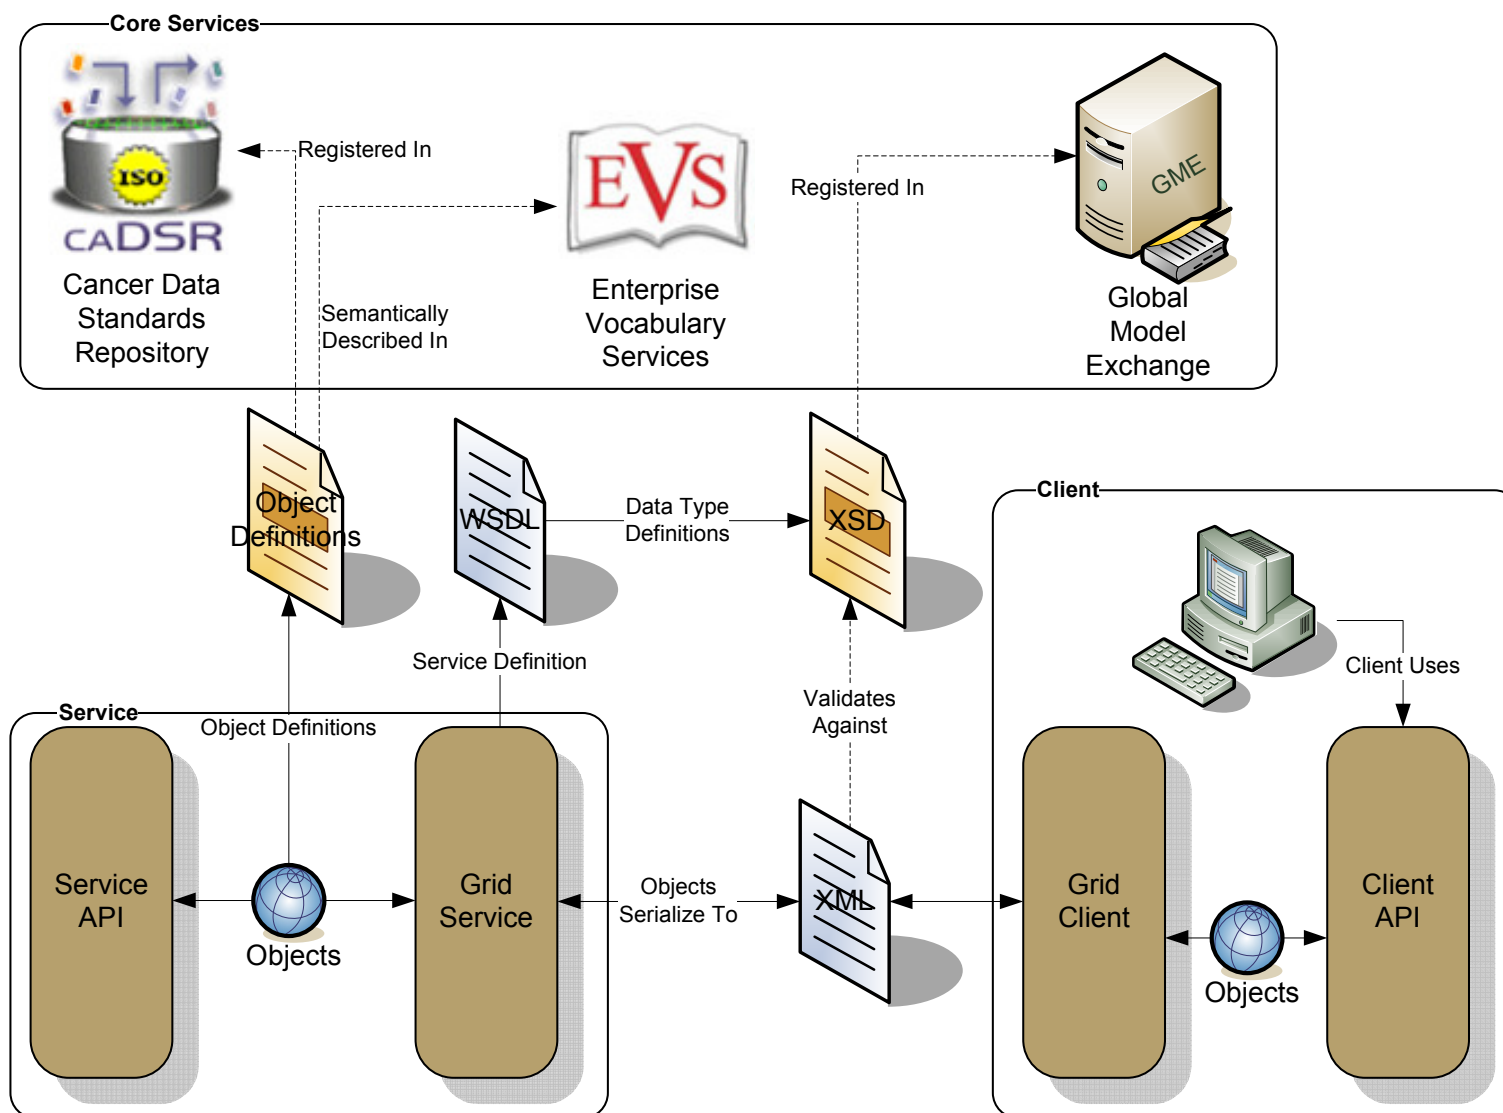 Core Services
ISO
caDSR
Cancer Data
Standards
Repository
Registered In
Semantically
Described In
EVS
Enterprise
Vocabulary
Services
Registered In
GME
Global
Model
Exchange
Object
Definitions
WSDL
Data Type
Definitions
XSD
Client
Client Uses
Service Definition
Validates
Against
Service
Object Definitions
Service
API
Objects
Grid
Service
Objects
Serialize To
XML
Grid
Client
Objects
Client
API